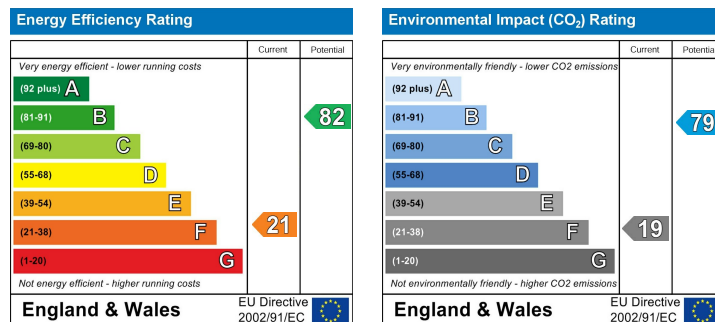 Energy Efficiency Rating
Current Potential
Very energy efficient - lower running costs
(92 plus) A
(81-91) B
82
(69-80) C
(55-68) D
(39-54) E
(21-38) F
21
(1-20) G
Not energy efficient - higher running costs
England & Wales
EU Directive
2002/91/EC
Environmental Impact (CO₂) Rating
Current Potential
Very environmentally friendly - lower CO2 emissions
(92 plus) A
(81-91) B
79
(69-80) C
(55-68) D
(39-54) E
(21-38) F
19
(1-20) G
Not environmentally friendly - higher CO2 emissions
England & Wales
EU Directive
2002/91/EC